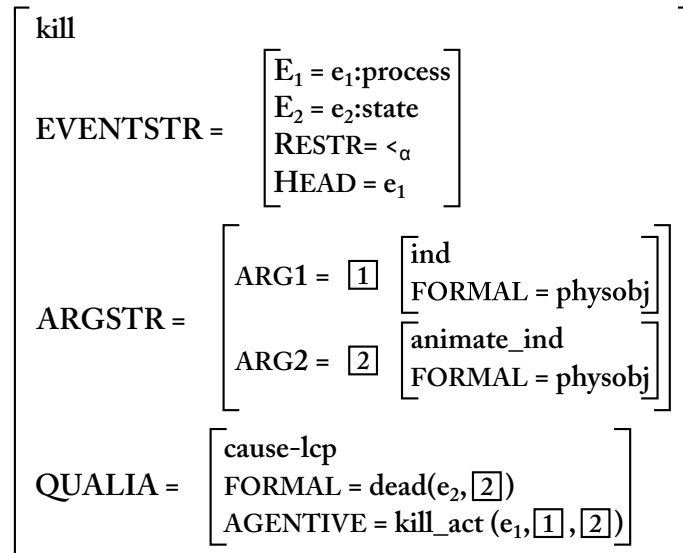 kill
EVENTSTR =
E₁ = e₁:process
E₂ = e₂:state
RESTR= <α
HEAD = e₁
ARGSTR =
ARG1 = 1
ind
FORMAL = physobj
ARG2 = 2
animate_ind
FORMAL = physobj
QUALIA =
cause-lcp
FORMAL = dead(e₂,2)
AGENTIVE = kill_act (e₁,1,2)